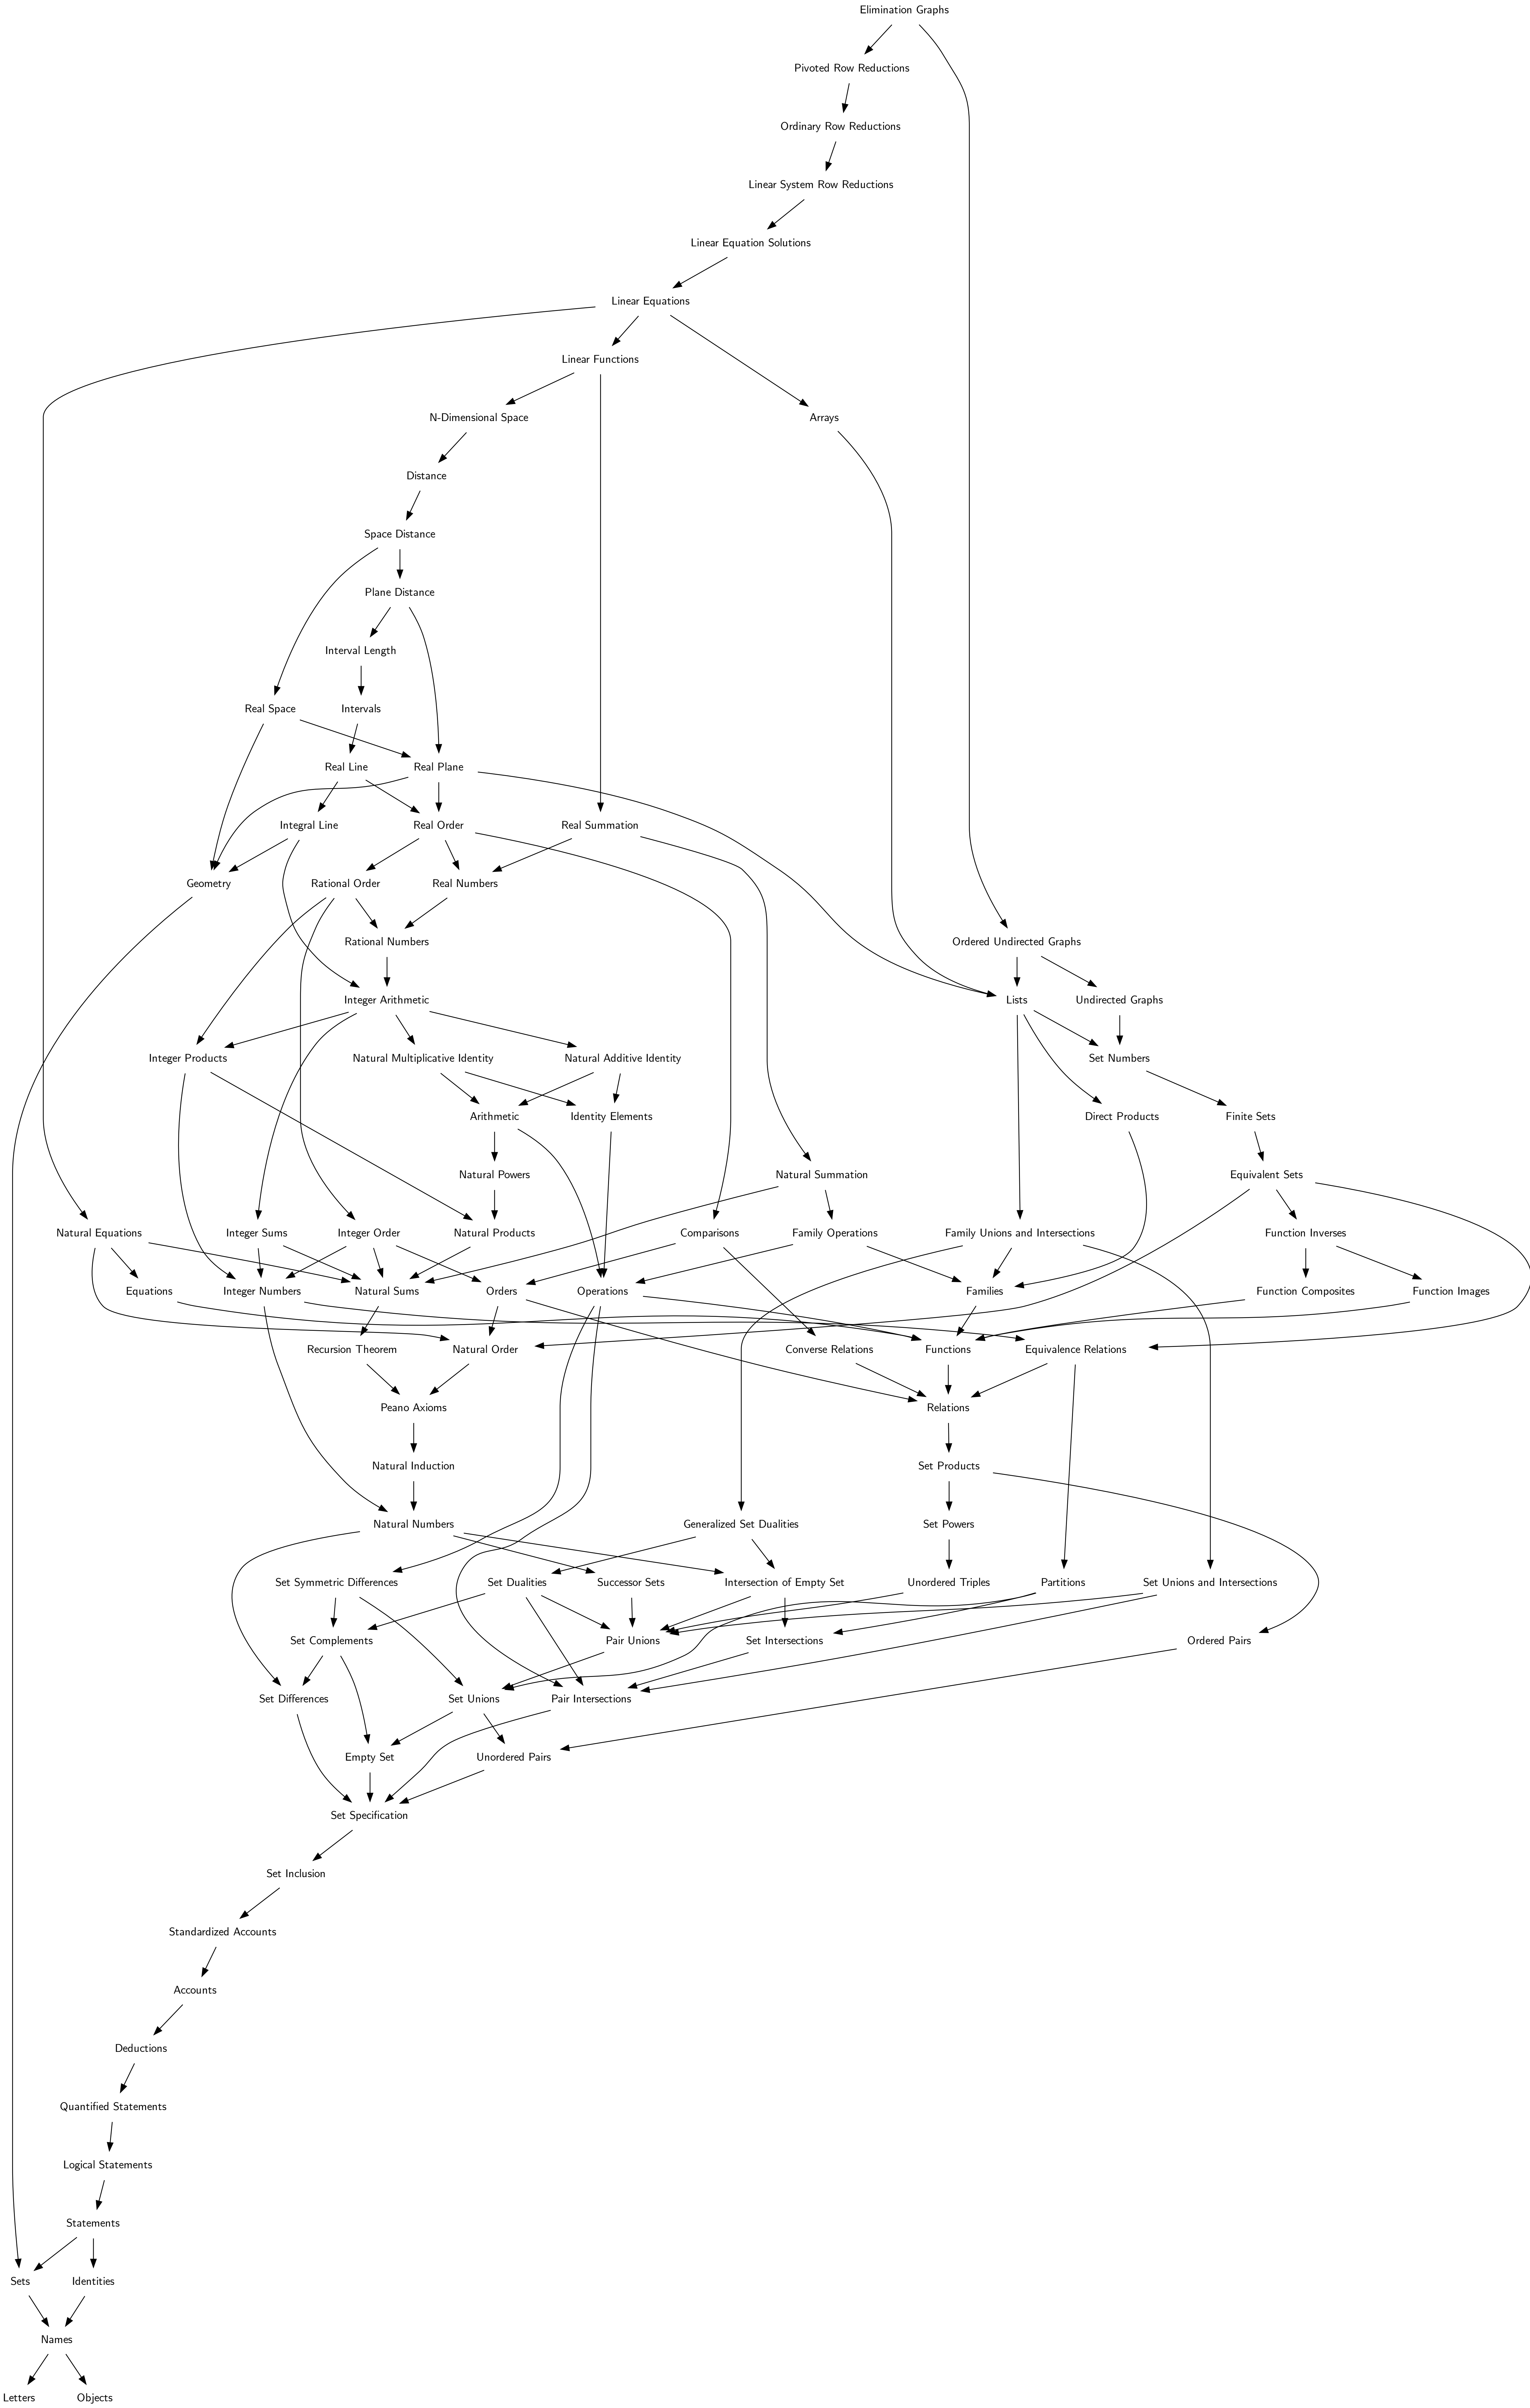 Elimination Graphs
Pivoted Row Reductions
Ordinary Row Reductions
Linear System Row Reductions
Linear Equation Solutions
Linear Equations
Linear Functions
N-Dimensional Space
Arrays
Distance
Space Distance
Plane Distance
Interval Length
Real Space
Intervals
Real Line
Real Plane
Integral Line
Real Order
Real Summation
Geometry
Rational Order
Real Numbers
Rational Numbers
Ordered Undirected Graphs
Integer Arithmetic
Lists
Undirected Graphs
Integer Products
Natural Multiplicative Identity
Natural Additive Identity
Set Numbers
Arithmetic
Identity Elements
Direct Products
Finite Sets
Natural Powers
Natural Summation
Equivalent Sets
Natural Equations
Integer Sums
Integer Order
Natural Products
Comparisons
Family Operations
Family Unions and Intersections
Function Inverses
Equations
Integer Numbers
Natural Sums
Orders
Operations
Families
Function Composites
Function Images
Recursion Theorem
Natural Order
Converse Relations
Functions
Equivalence Relations
Peano Axioms
Relations
Natural Induction
Set Products
Natural Numbers
Generalized Set Dualities
Set Powers
Set Symmetric Differences
Set Dualities
Successor Sets
Intersection of Empty Set
Unordered Triples
Partitions
Set Unions and Intersections
Set Complements
Pair Unions
Set Intersections
Ordered Pairs
Set Differences
Set Unions
Pair Intersections
Empty Set
Unordered Pairs
Set Specification
Set Inclusion
Standardized Accounts
Accounts
Deductions
Quantified Statements
Logical Statements
Statements
Sets
Identities
Names
Letters
Objects